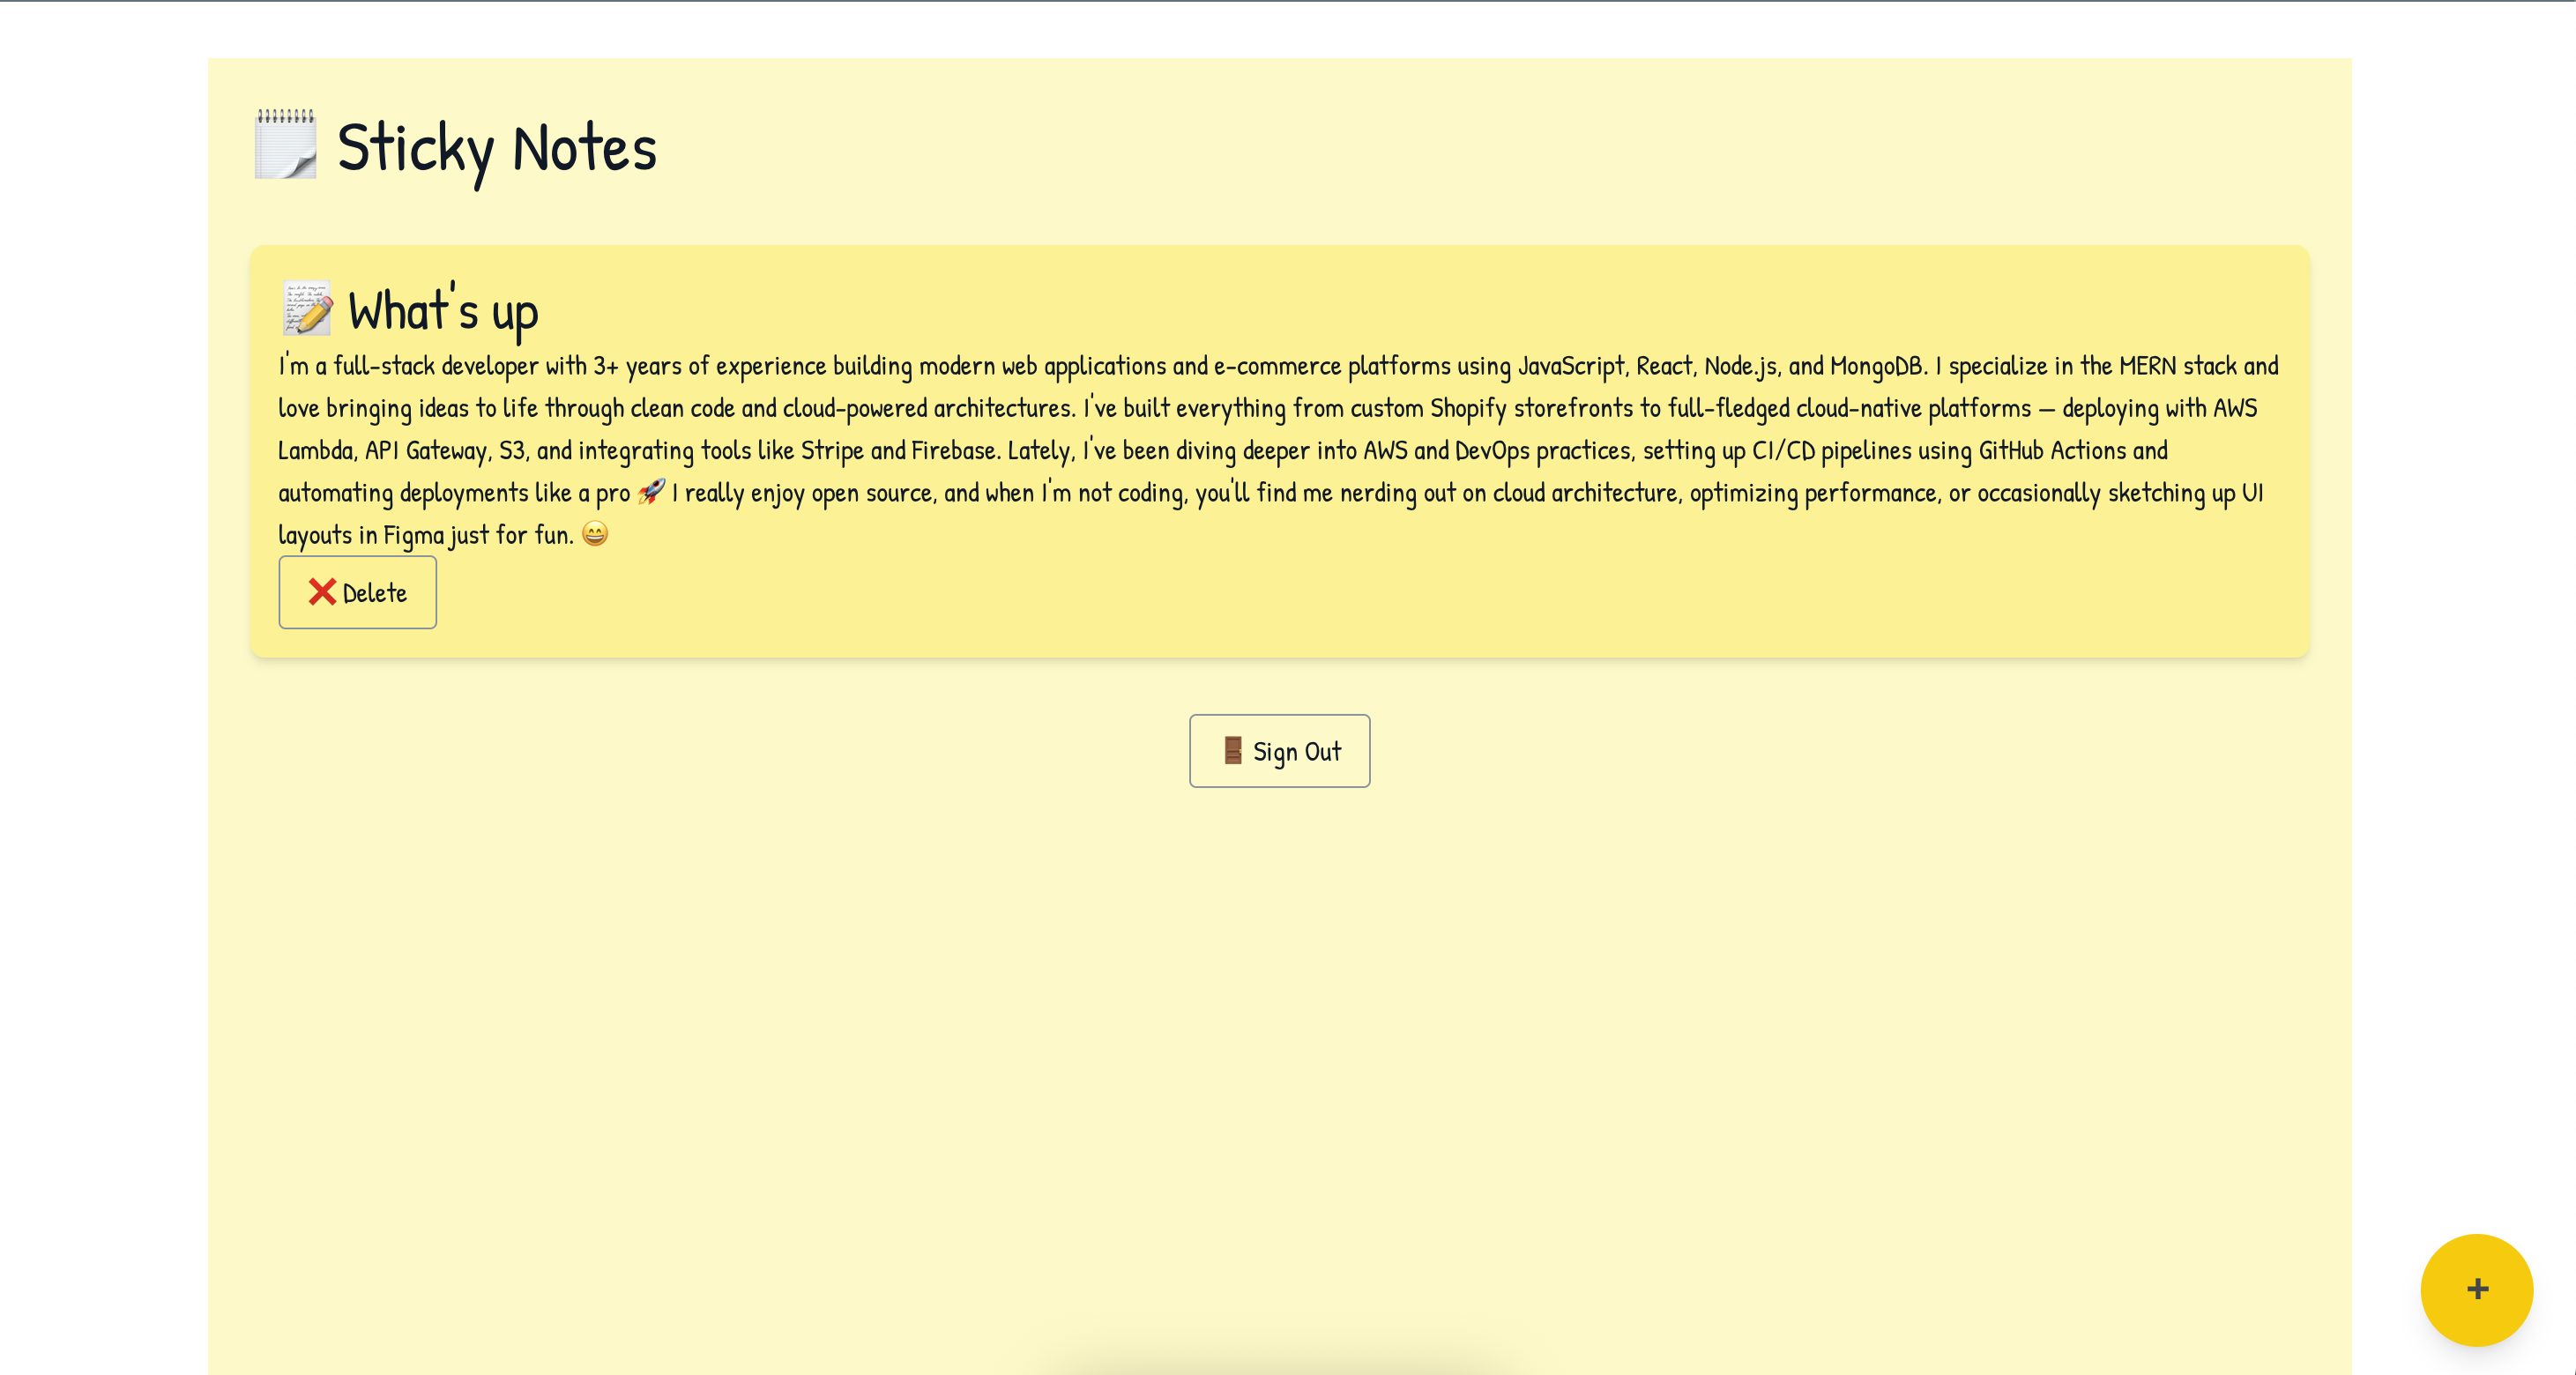 🗒️ Sticky Notes
📝 What's up
I'm a full-stack developer with 3+ years of experience building modern web applications and e-commerce platforms using JavaScript, React, Node.js, and MongoDB. I specialize in the MERN stack and
love bringing ideas to life through clean code and cloud-powered architectures. I've built everything from custom Shopify storefronts to full-fledged cloud-native platforms — deploying with AWS
Lambda, API Gateway, S3, and integrating tools like Stripe and Firebase. Lately, I've been diving deeper into AWS and DevOps practices, setting up CI/CD pipelines using GitHub Actions and
automating deployments like a pro 🚀 I really enjoy open source, and when I'm not coding, you'll find me nerding out on cloud architecture, optimizing performance, or occasionally sketching up UI
layouts in Figma just for fun. 😄
❌ Delete
🚪 Sign Out
+